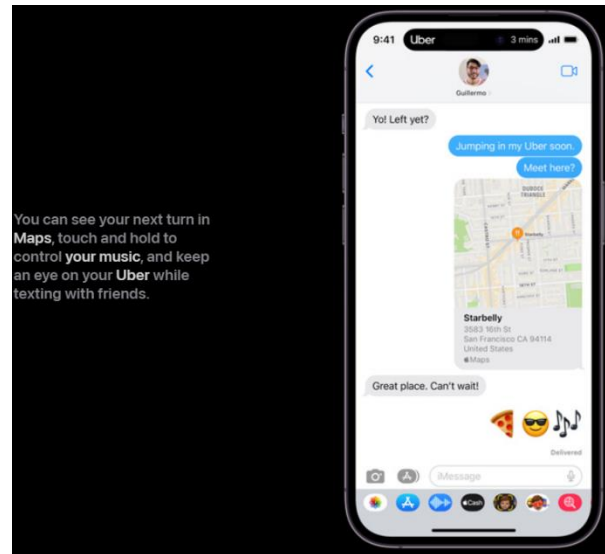 You can see your next turn in
Maps, touch and hold to
control your music, and keep
an eye on your Uber while
texting with friends.
9:41 Uber 3 mins
Guillermo
Yo! Left yet?
Jumping in my Uber soon.
Meet here?
DUBOCE
TRIANGLE
Starbelly
Starbelly
3583 16th St
San Francisco CA 94114
United States
Maps
Great place. Can't wait!
Delivered
iMessage
Cash